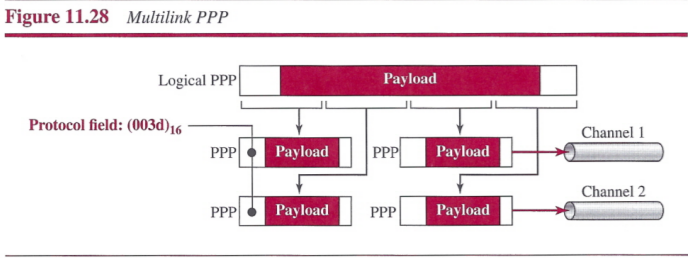 Figure 11.28 Multilink PPP
Logical PPP
Payload
Protocol field: (003d)16
PPP
Payload
PPP
Payload
Channel 1
PPP
Payload
PPP
Payload
Channel 2